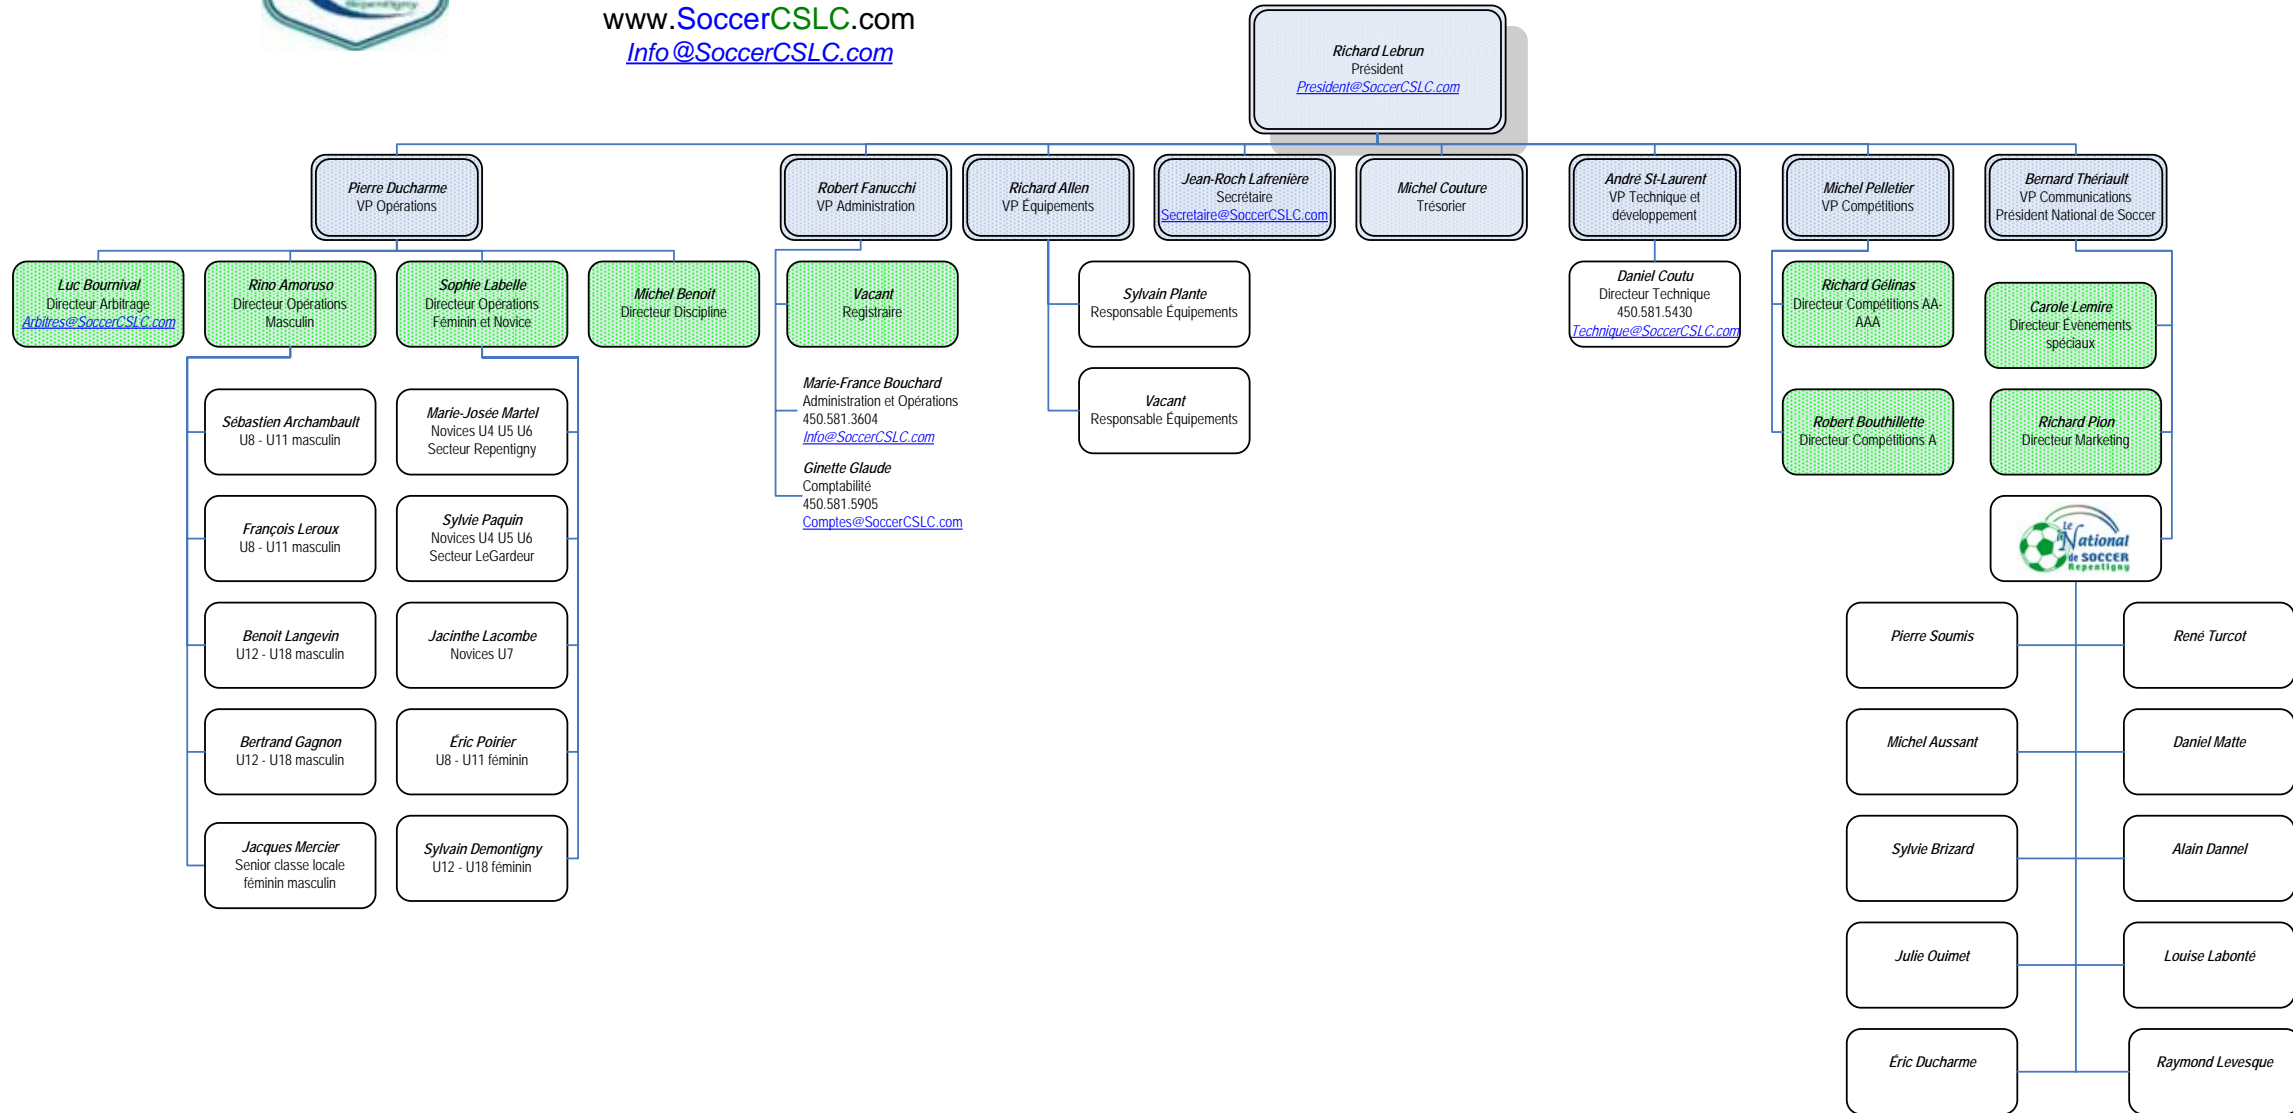 Repentigny
www.SoccerCSLC.com
Info@SoccerCSLC.com
Richard Lebrun
Président
President@SoccerCSLC.com
Pierre Ducharme
VP Opérations
Robert Fanucchi
VP Administration
Richard Allen
VP Équipements
Jean-Roch Lafrenière
Secrétaire
Secretaire@SoccerCSLC.com
Michel Couture
Trésorier
André St-Laurent
VP Technique et
développement
Michel Pelletier
VP Compétitions
Bernard Thériault
VP Communications
Président National de Soccer
Luc Bournival
Directeur Arbitrage
Arbitres@SoccerCSLC.com
Rino Amoruso
Directeur Opérations
Masculin
Sophie Labelle
Directeur Opérations
Féminin et Novice
Michel Benoit
Directeur Discipline
Vacant
Registraire
Sylvain Plante
Responsable Équipements
Daniel Coutu
Directeur Technique
450.581.5430
Technique@SoccerCSLC.com
Richard Gélinas
Directeur Compétitions AA-
AAA
Carole Lemire
Directeur Évènements
spéciaux
Marie-France Bouchard
Administration et Opérations
450.581.3604
Info@SoccerCSLC.com
Vacant
Responsable Équipements
Robert Bouthillette
Directeur Compétitions A
Richard Pion
Directeur Marketing
Ginette Glaude
Comptabilité
450.581.5905
Comptes@SoccerCSLC.com
Sébastien Archambault
U8 - U11 masculin
Marie-Josée Martel
Novices U4 U5 U6
Secteur Repentigny
François Leroux
U8 - U11 masculin
Sylvie Paquin
Novices U4 U5 U6
Secteur LeGardeur
Le
National
de SOCCER
Repentigny
Benoit Langevin
U12 - U18 masculin
Jacinthe Lacombe
Novices U7
Pierre Soumis
René Turcot
Bertrand Gagnon
U12 - U18 masculin
Éric Poirier
U8 - U11 féminin
Michel Aussant
Daniel Matte
Jacques Mercier
Senior classe locale
féminin masculin
Sylvain Demontigny
U12 - U18 féminin
Sylvie Brizard
Alain Dannel
Julie Ouimet
Louise Labonté
Éric Ducharme
Raymond Levesque